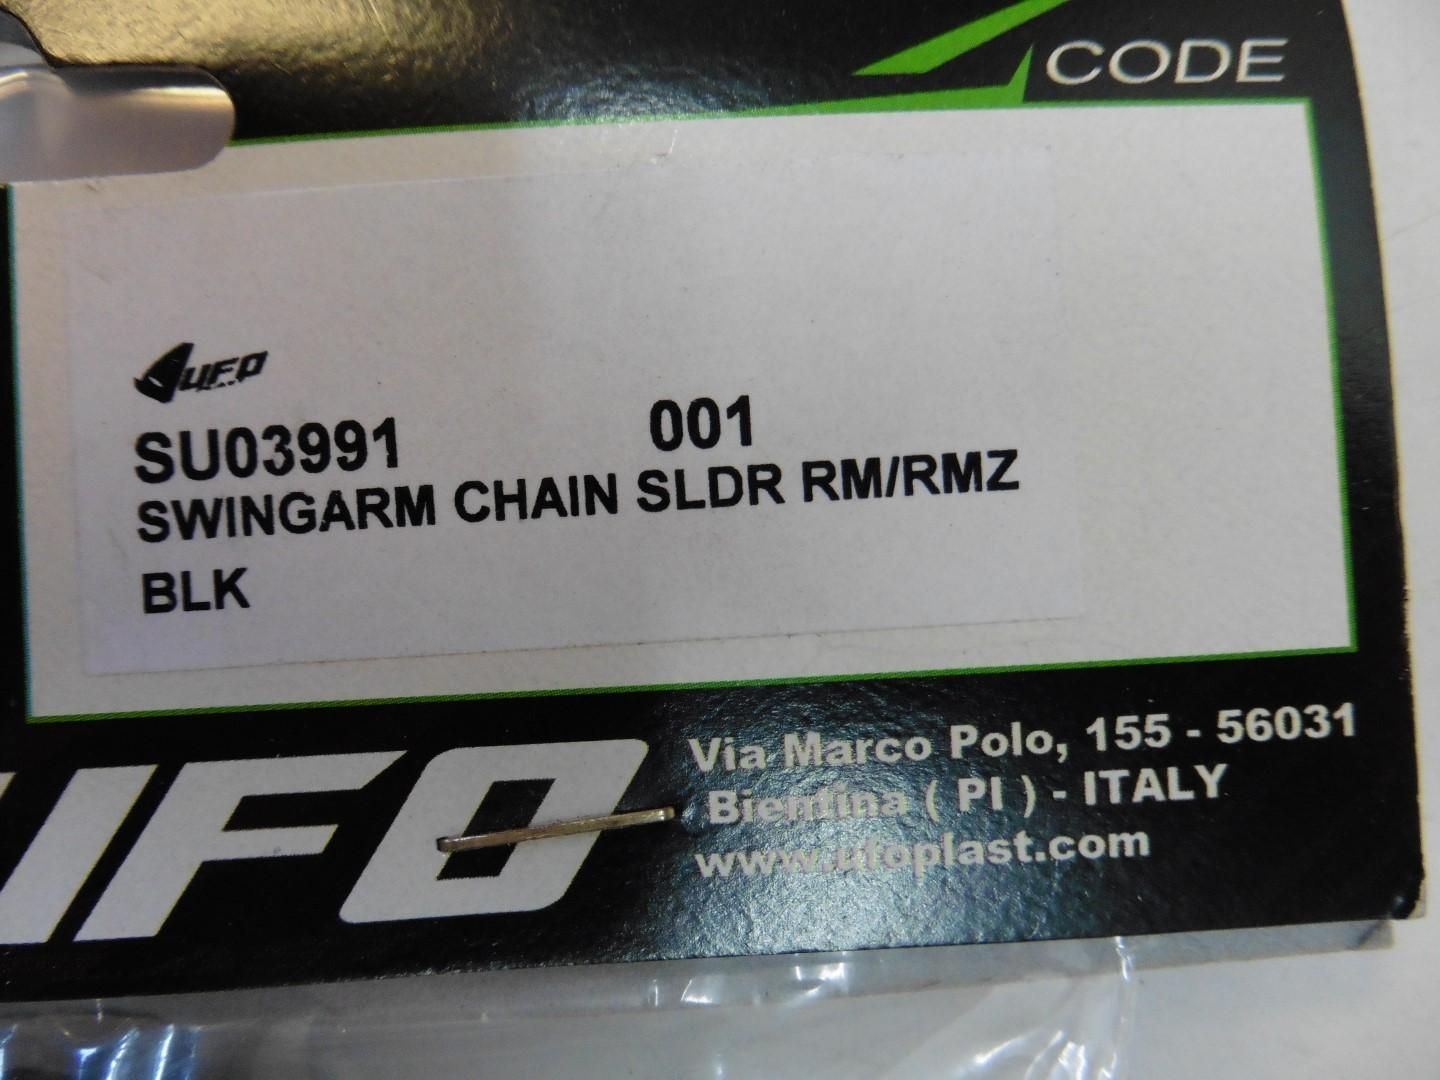 CODE
UFO
SU03991 001
SWINGARM CHAIN SLDR RM/RMZ
BLK
UFO
Via Marco Polo, 155 - 56031
Bientina ( PI ) - ITALY
www.ufoplast.com